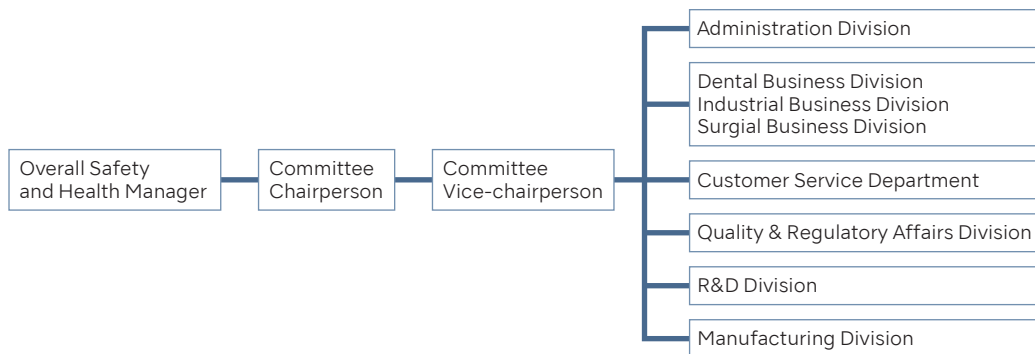 Overall Safety
and Health Manager
Committee
Chairperson
Committee
Vice-chairperson
Administration Division
Dental Business Division
Industrial Business Division
Surgial Business Division
Customer Service Department
Quality & Regulatory Affairs Division
R&D Division
Manufacturing Division